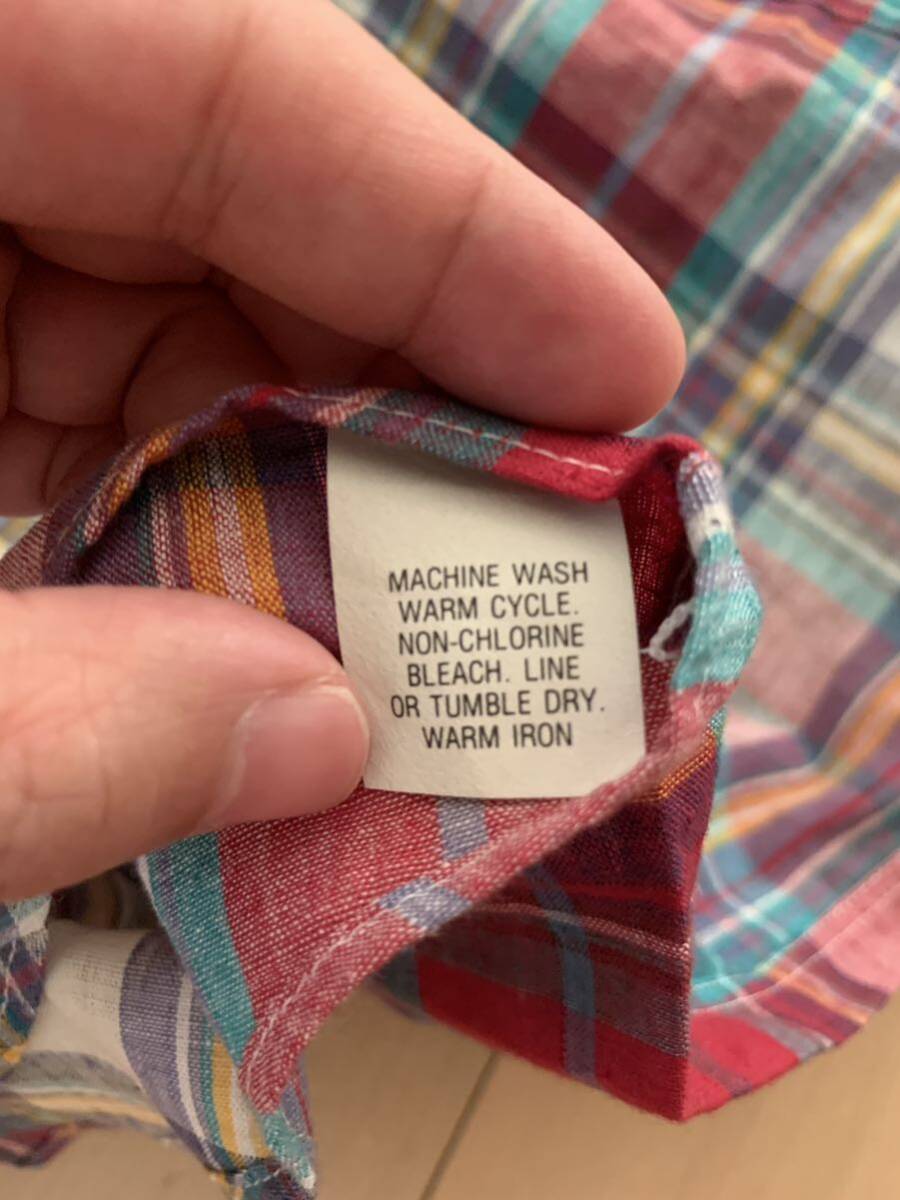 MACHINE WASH
WARM CYCLE.
NON-CHLORINE
BLEACH. LINE
OR TUMBLE DRY.
WARM IRON